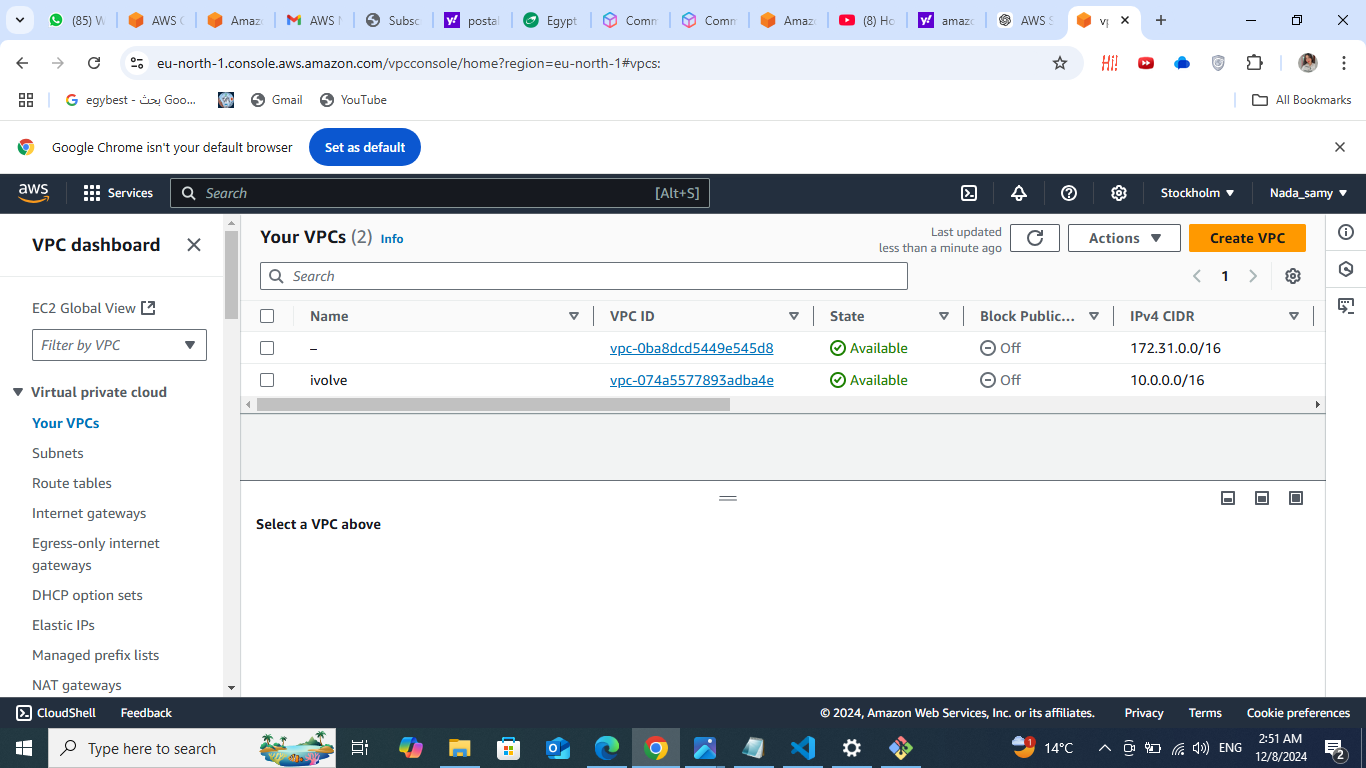 (85) W
AWS C
Amaz
AWS N
Subsc
postal
Egypt
Comm
Comm
Amaz
(8) Ho
amazo
AWS S
vp
eu-north-1.console.aws.amazon.com/vpcconsole/home?region=eu-north-1#vpcs:
egybest - بحث Goo...
Gmail
YouTube
All Bookmarks
Google Chrome isn't your default browser
Set as default
aws
Services
Search
[Alt+S]
Stockholm
Nada_samy
VPC dashboard
EC2 Global View
Filter by VPC
Virtual private cloud
Your VPCs
Subnets
Route tables
Internet gateways
Egress-only internet
gateways
DHCP option sets
Elastic IPs
Managed prefix lists
NAT gateways
Your VPCs (2) Info
Last updated
less than a minute ago
Actions
Create VPC
Search
1
Name
VPC ID
State
Block Public...
IPv4 CIDR
– vpc-0ba8dcd5449e545d8 Available Off 172.31.0.0/16
ivolve vpc-074a5577893adba4e Available Off 10.0.0.0/16
Select a VPC above
CloudShell
Feedback
© 2024, Amazon Web Services, Inc. or its affiliates.
Privacy
Terms
Cookie preferences
Type here to search
1
14°C
ENG
2:51 AM
12/8/2024
2